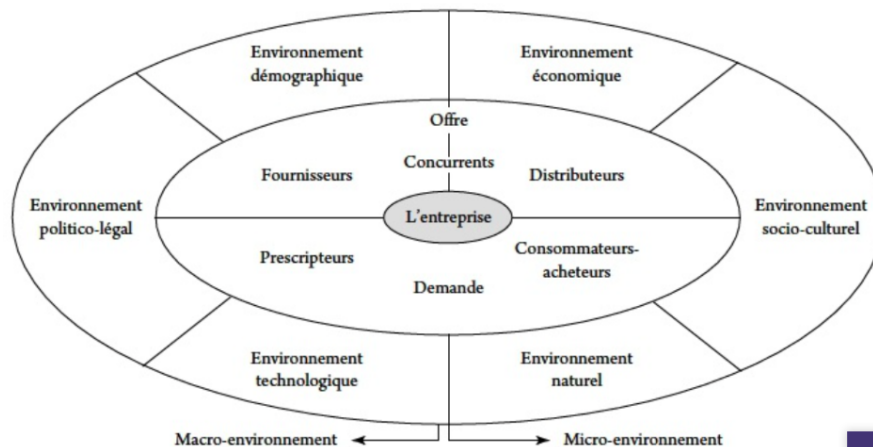 Environnement
démographique
Environnement
économique
Offre
Concurrents
Fournisseurs
Distributeurs
Environnement
politico-légal
L'entreprise
Environnement
socio-culturel
Prescripteurs
Consommateurs-
acheteurs
Demande
Environnement
technologique
Environnement
naturel
Macro-environnement
Micro-environnement